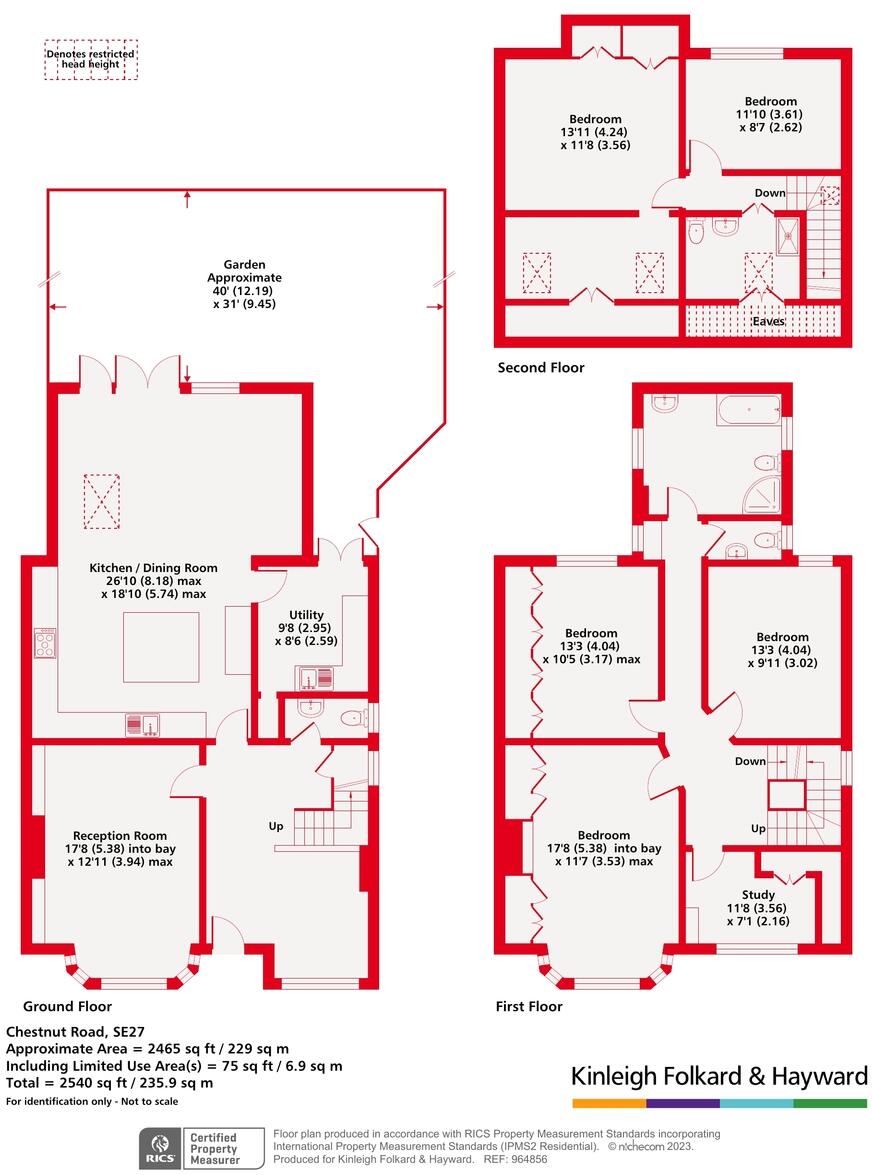 Denotes restricted
head height
Bedroom
13'11 (4.24)
x 11'8 (3.56)
Bedroom
11'10 (3.61)
x 8'7 (2.62)
Down
Eaves
Second Floor
Garden
Approximate
40' (12.19)
x 31' (9.45)
Kitchen / Dining Room
26'10 (8.18) max
x 18'10 (5.74) max
Utility
9'8 (2.95)
x 8'6 (2.59)
Reception Room
17'8 (5.38) into bay
x 12'11 (3.94) max
Up
Ground Floor
Bedroom
13'3 (4.04)
x 10'5 (3.17) max
Bedroom
13'3 (4.04)
x 9'11 (3.02)
Down
Up
Bedroom
17'8 (5.38) into bay
x 11'7 (3.53) max
Study
11'8 (3.56)
x 7'1 (2.16)
First Floor
Chestnut Road, SE27
Approximate Area = 2465 sq ft / 229 sq m
Including Limited Use Area(s) = 75 sq ft / 6.9 sq m
Total = 2540 sq ft / 235.9 sq m
For identification only - Not to scale
Kinleigh Folkard & Hayward
RICS
Certified
Property
Measurer
Floor plan produced in accordance with RICS Property Measurement Standards incorporating
International Property Measurement Standards (IPMS2 Residential). © nichecom 2023.
Produced for Kinleigh Folkard & Hayward. REF: 964856